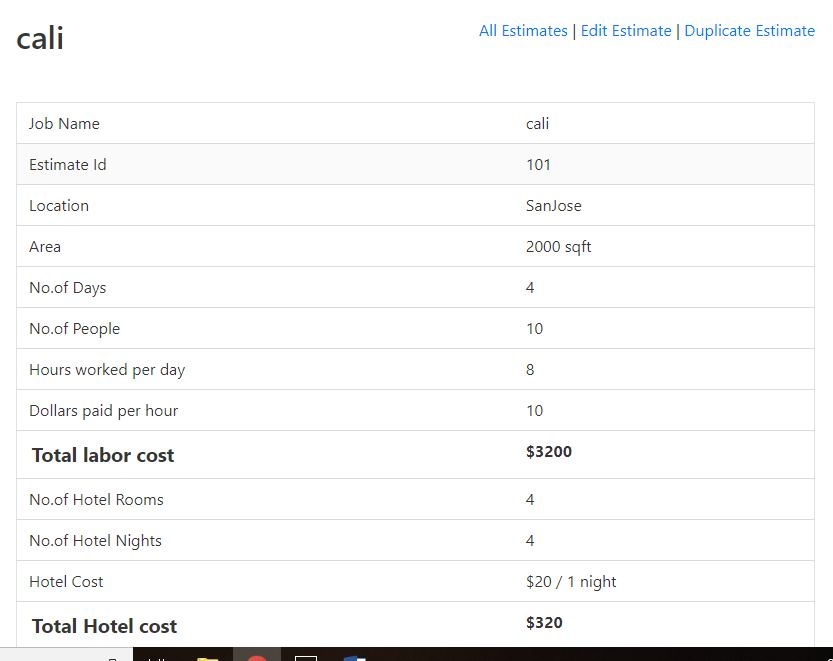 cali
All Estimates | Edit Estimate | Duplicate Estimate
Job Name cali
Estimate Id 101
Location SanJose
Area 2000 sqft
No.of Days 4
No.of People 10
Hours worked per day 8
Dollars paid per hour 10
Total labor cost $3200
No.of Hotel Rooms 4
No.of Hotel Nights 4
Hotel Cost $20 / 1 night
Total Hotel cost $320